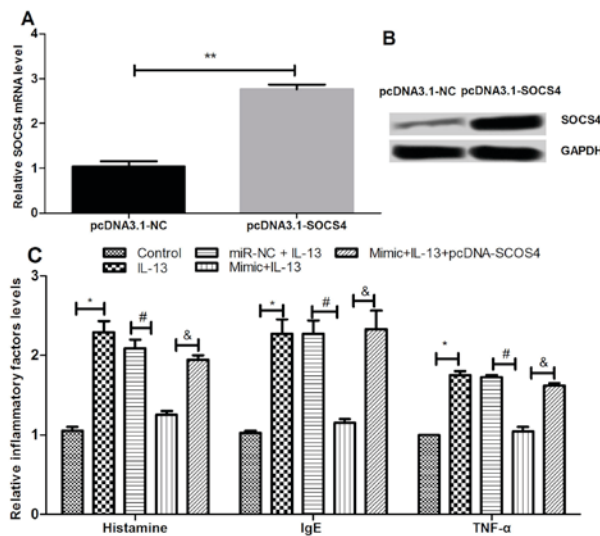 A
Relative SOCS4 mRNA level
4
3
2
1
0
**
pcDNA3.1-NC
pcDNA3.1-SOCS4
B
pcDNA3.1-NC pcDNA3.1-SOCS4
SOCS4
GAPDH
C
Control
miR-NC + IL-13
Mimic+IL-13+pcDNA-SCOS4
IL-13
Mimic+IL-13
Relative inflammatory factors levels
3
2
1
0
* # &
* # &
* # &
Histamine
IgE
TNF-α